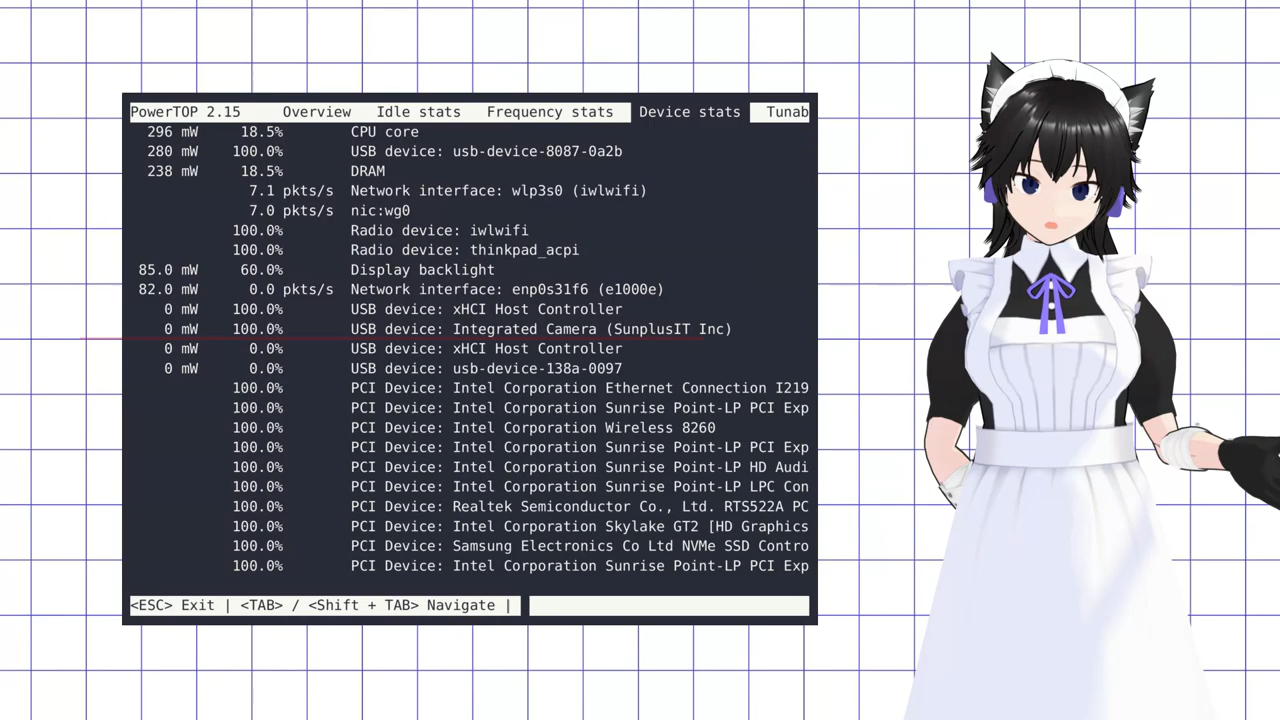 PowerTOP 2.15 Overview Idle stats Frequency stats Device stats Tunab
296 mW 18.5% CPU core
280 mW 100.0% USB device: usb-device-8087-0a2b
238 mW 18.5% DRAM
7.1 pkts/s Network interface: wlp3s0 (iwlwifi)
7.0 pkts/s nic:wg0
100.0% Radio device: iwlwifi
100.0% Radio device: thinkpad_acpi
85.0 mW 60.0% Display backlight
82.0 mW 0.0 pkts/s Network interface: enp0s31f6 (e1000e)
0 mW 100.0% USB device: xHCI Host Controller
0 mW 100.0% USB device: Integrated Camera (SunplusIT Inc)
0 mW 0.0% USB device: xHCI Host Controller
0 mW 0.0% USB device: usb-device-138a-0097
100.0% PCI Device: Intel Corporation Ethernet Connection I219
100.0% PCI Device: Intel Corporation Sunrise Point-LP PCI Exp
100.0% PCI Device: Intel Corporation Wireless 8260
100.0% PCI Device: Intel Corporation Sunrise Point-LP PCI Exp
100.0% PCI Device: Intel Corporation Sunrise Point-LP HD Audi
100.0% PCI Device: Intel Corporation Sunrise Point-LP LPC Con
100.0% PCI Device: Realtek Semiconductor Co., Ltd. RTS522A PC
100.0% PCI Device: Intel Corporation Skylake GT2 [HD Graphics
100.0% PCI Device: Samsung Electronics Co Ltd NVMe SSD Contro
100.0% PCI Device: Intel Corporation Sunrise Point-LP PCI Exp
<ESC> Exit | <TAB> / <Shift + TAB> Navigate |